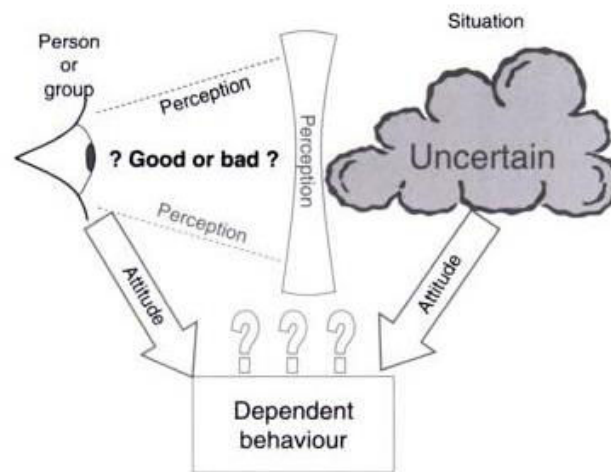 Situation
Person
or
group
Perception
? Good or bad ?
Perception
Uncertain
Perception
Attitude
Attitude
? ? ?
Dependent
behaviour